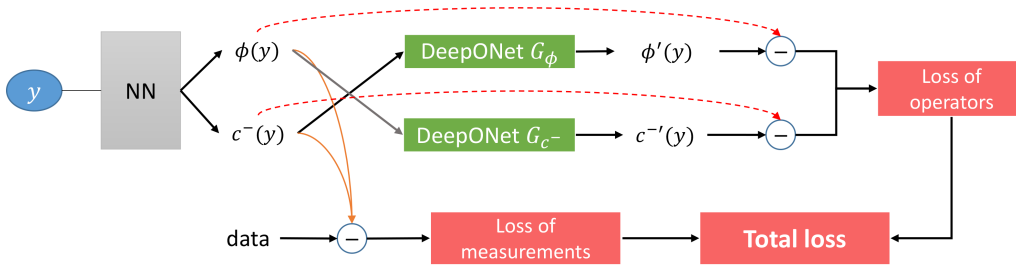 y
NN
ϕ(y)
c⁻(y)
DeepONet G_ϕ
DeepONet G_c⁻
ϕ′(y)
c⁻′(y)
−
−
Loss of
operators
data
−
Loss of
measurements
Total loss